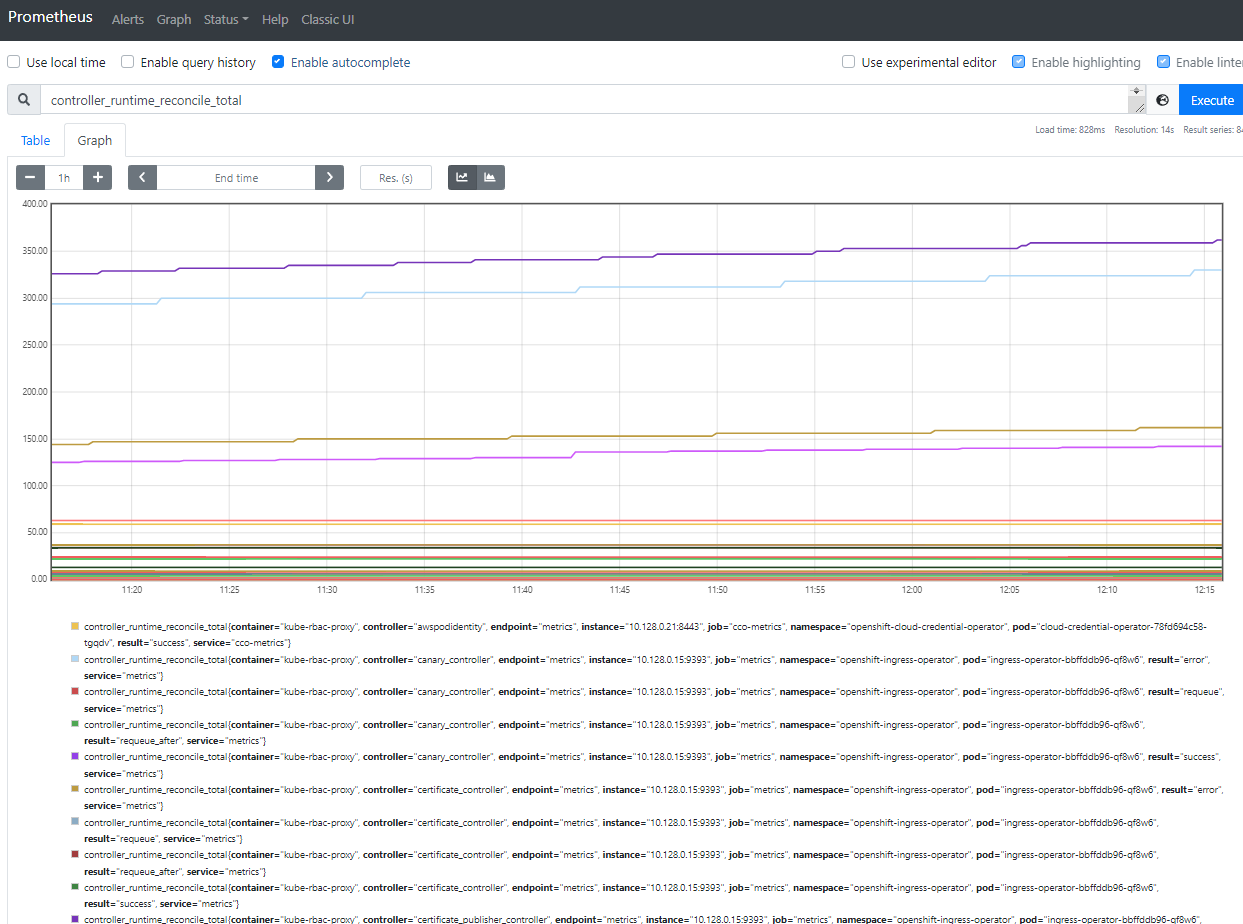 Prometheus Alerts Graph Status Help Classic UI
Use local time Enable query history Enable autocomplete Use experimental editor Enable highlighting Enable linte
controller_runtime_reconcile_total Execute
Load time: 828ms Resolution: 14s Result series: 84
Table Graph
1h End time Res. (s)
400.00
350.00
300.00
250.00
200.00
150.00
100.00
50.00
0.00
11:20 11:25 11:30 11:35 11:40 11:45 11:50 11:55 12:00 12:05 12:10 12:15
controller_runtime_reconcile_total{container="kube-rbac-proxy", controller="awspodidentity", endpoint="metrics", instance="10.128.0.21:8443", job="cco-metrics", namespace="openshift-cloud-credential-operator", pod="cloud-credential-operator-78fd694c58-
tgqdv", result="success", service="cco-metrics"}
controller_runtime_reconcile_total{container="kube-rbac-proxy", controller="canary_controller", endpoint="metrics", instance="10.128.0.15:9393", job="metrics", namespace="openshift-ingress-operator", pod="ingress-operator-bbffddb96-qf8w6", result="error",
service="metrics"}
controller_runtime_reconcile_total{container="kube-rbac-proxy", controller="canary_controller", endpoint="metrics", instance="10.128.0.15:9393", job="metrics", namespace="openshift-ingress-operator", pod="ingress-operator-bbffddb96-qf8w6", result="requeue",
service="metrics"}
controller_runtime_reconcile_total{container="kube-rbac-proxy", controller="canary_controller", endpoint="metrics", instance="10.128.0.15:9393", job="metrics", namespace="openshift-ingress-operator", pod="ingress-operator-bbffddb96-qf8w6",
result="requeue_after", service="metrics"}
controller_runtime_reconcile_total{container="kube-rbac-proxy", controller="canary_controller", endpoint="metrics", instance="10.128.0.15:9393", job="metrics", namespace="openshift-ingress-operator", pod="ingress-operator-bbffddb96-qf8w6", result="success",
service="metrics"}
controller_runtime_reconcile_total{container="kube-rbac-proxy", controller="certificate_controller", endpoint="metrics", instance="10.128.0.15:9393", job="metrics", namespace="openshift-ingress-operator", pod="ingress-operator-bbffddb96-qf8w6", result="error",
service="metrics"}
controller_runtime_reconcile_total{container="kube-rbac-proxy", controller="certificate_controller", endpoint="metrics", instance="10.128.0.15:9393", job="metrics", namespace="openshift-ingress-operator", pod="ingress-operator-bbffddb96-qf8w6",
result="requeue", service="metrics"}
controller_runtime_reconcile_total{container="kube-rbac-proxy", controller="certificate_controller", endpoint="metrics", instance="10.128.0.15:9393", job="metrics", namespace="openshift-ingress-operator", pod="ingress-operator-bbffddb96-qf8w6",
result="requeue_after", service="metrics"}
controller_runtime_reconcile_total{container="kube-rbac-proxy", controller="certificate_controller", endpoint="metrics", instance="10.128.0.15:9393", job="metrics", namespace="openshift-ingress-operator", pod="ingress-operator-bbffddb96-qf8w6",
result="success", service="metrics"}
controller_runtime_reconcile_total{container="kube-rbac-proxy", controller="certificate_publisher_controller", endpoint="metrics", instance="10.128.0.15:9393", job="metrics", namespace="openshift-ingress-operator", pod="ingress-operator-bbffddb96-qf8w6",